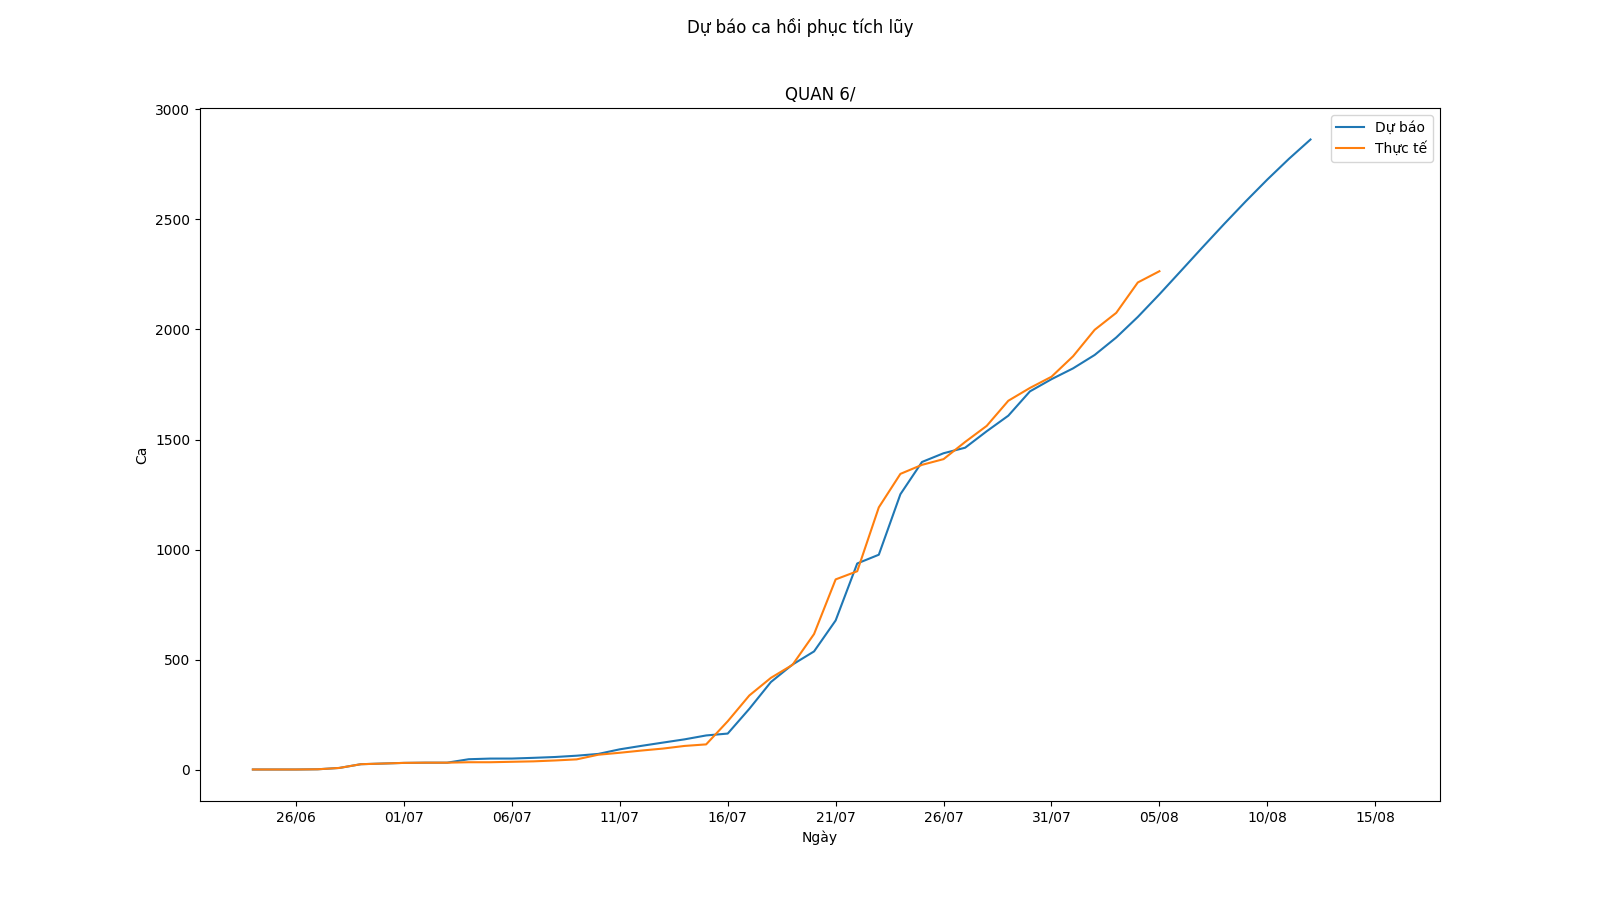 Dự báo ca hồi phục tích lũy
QUAN 6/
3000
2500
2000
1500
1000
500
0
Ca
Dự báo
Thực tế
26/06 01/07 06/07 11/07 16/07 21/07 26/07 31/07 05/08 10/08 15/08
Ngày